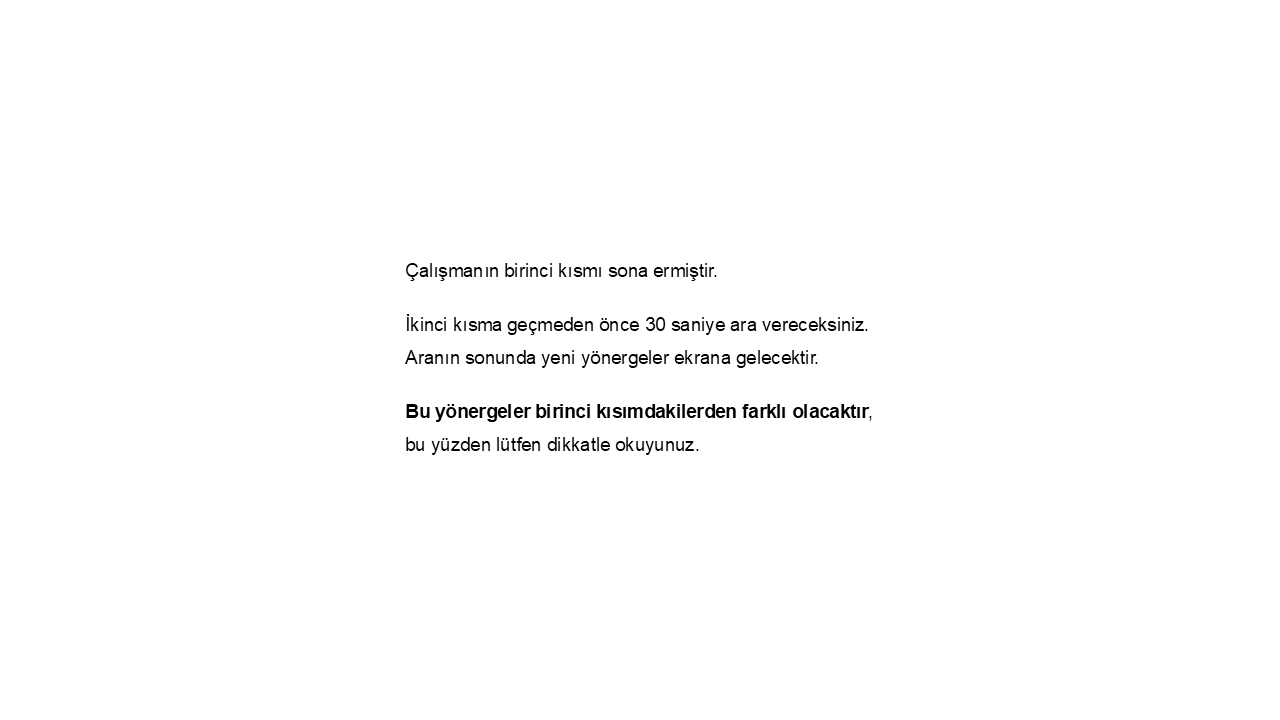 Çalışmanın birinci kısmı sona ermiştir.
İkinci kısma geçmeden önce 30 saniye ara vereceksiniz.
Aranın sonunda yeni yönergeler ekrana gelecektir.
Bu yönergeler birinci kısımdakilerden farklı olacaktır,
bu yüzden lütfen dikkatle okuyunuz.